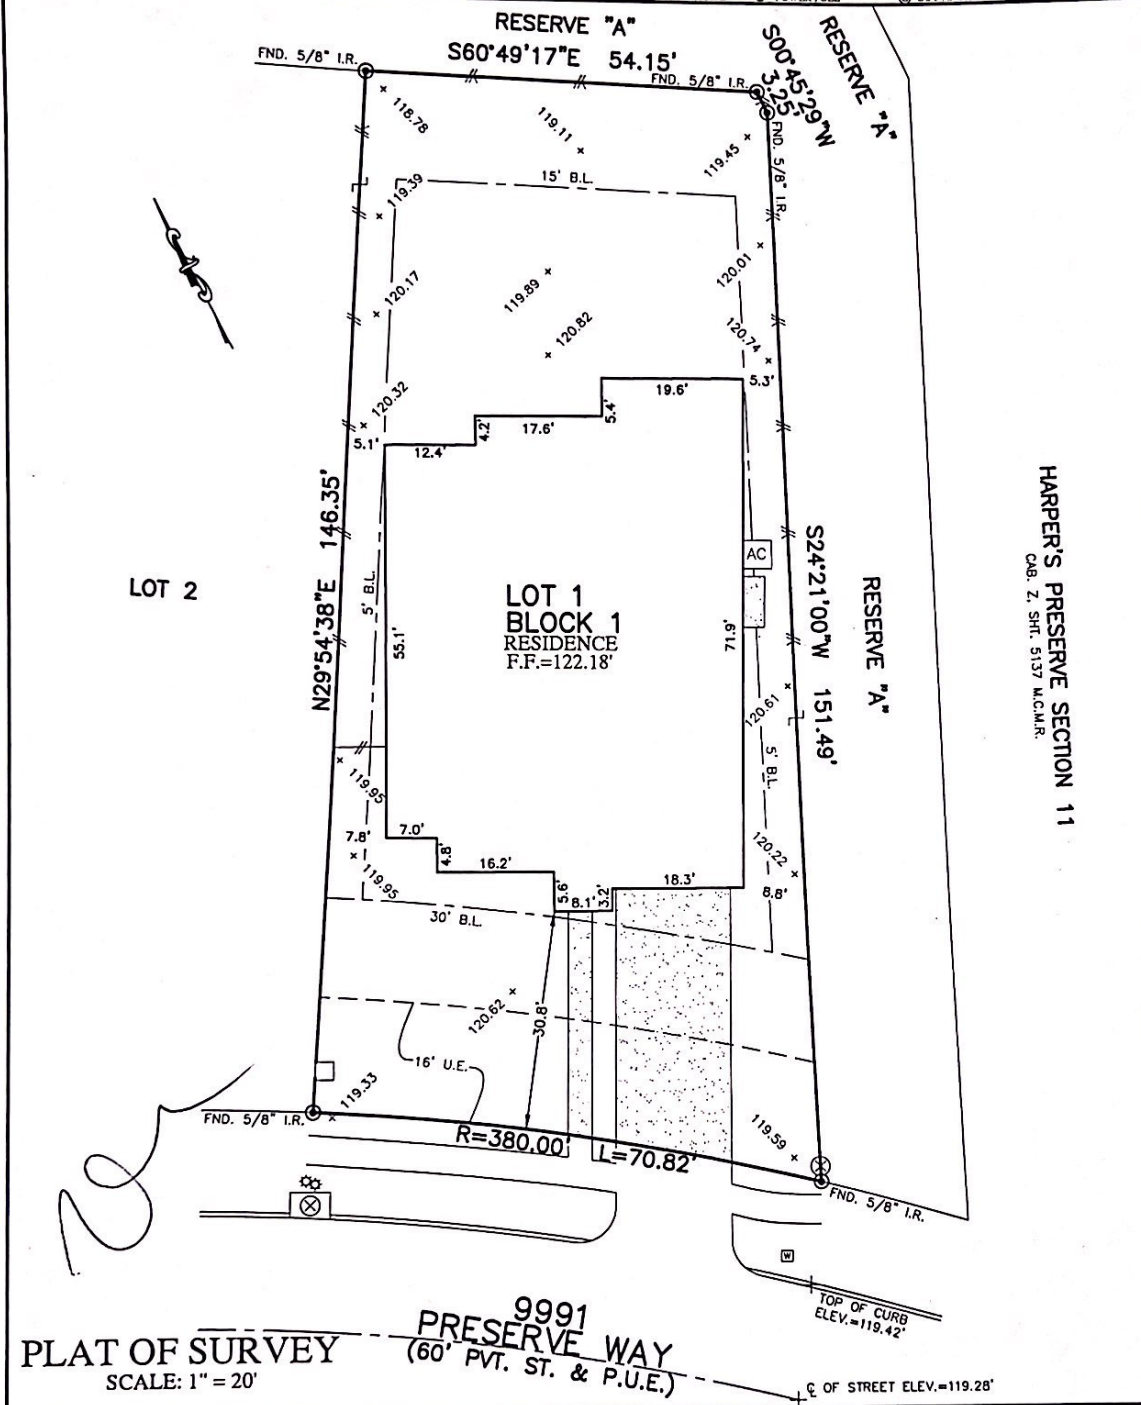 RESERVE "A"
S60°49'17"E 54.15'
FND. 5/8" I.R.
FND. 5/8" I.R.
S00°45'29"W
3.25'
RESERVE "A"
FND. 5/8" I.R.
118.78
119.11
119.45
15' B.L.
119.39
120.01
119.89
120.17
120.82
120.74
120.32
5.3'
19.6'
5.4'
17.6'
4.2'
5.1'
12.4'
N29°54'38"E 146.35'
LOT 2
5' B.L.
55.1'
LOT 1
BLOCK 1
RESIDENCE
F.F.=122.18'
AC
71.9'
S24°21'00"W 151.49'
RESERVE "A"
HARPER'S PRESERVE SECTION 11
CAB. Z, SHT. 5137 M.C.M.R.
120.61
5' B.L.
119.95
7.8'
7.0'
4.8'
119.95
16.2'
5.6'
8.1'
3.2'
18.3'
120.22
8.8'
30' B.L.
120.62
30.8'
16' U.E.
119.33
FND. 5/8" I.R.
R=380.00'
L=70.82'
119.59
FND. 5/8" I.R.
W
TOP OF CURB
ELEV.=119.42'
9991
PRESERVE WAY
(60' PVT. ST. & P.U.E.)
PLAT OF SURVEY
SCALE: 1" = 20'
℄ OF STREET ELEV.=119.28'